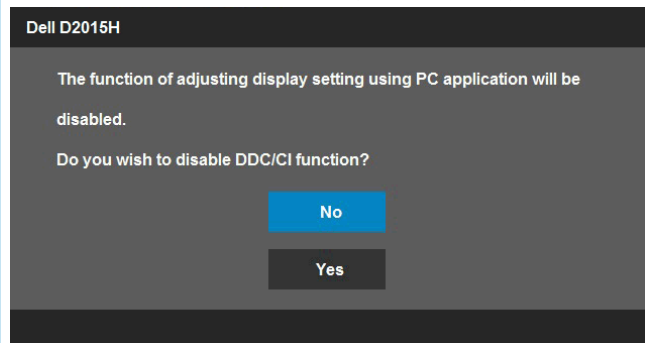 Dell D2015H
The function of adjusting display setting using PC application will be
disabled.
Do you wish to disable DDC/CI function?
No
Yes